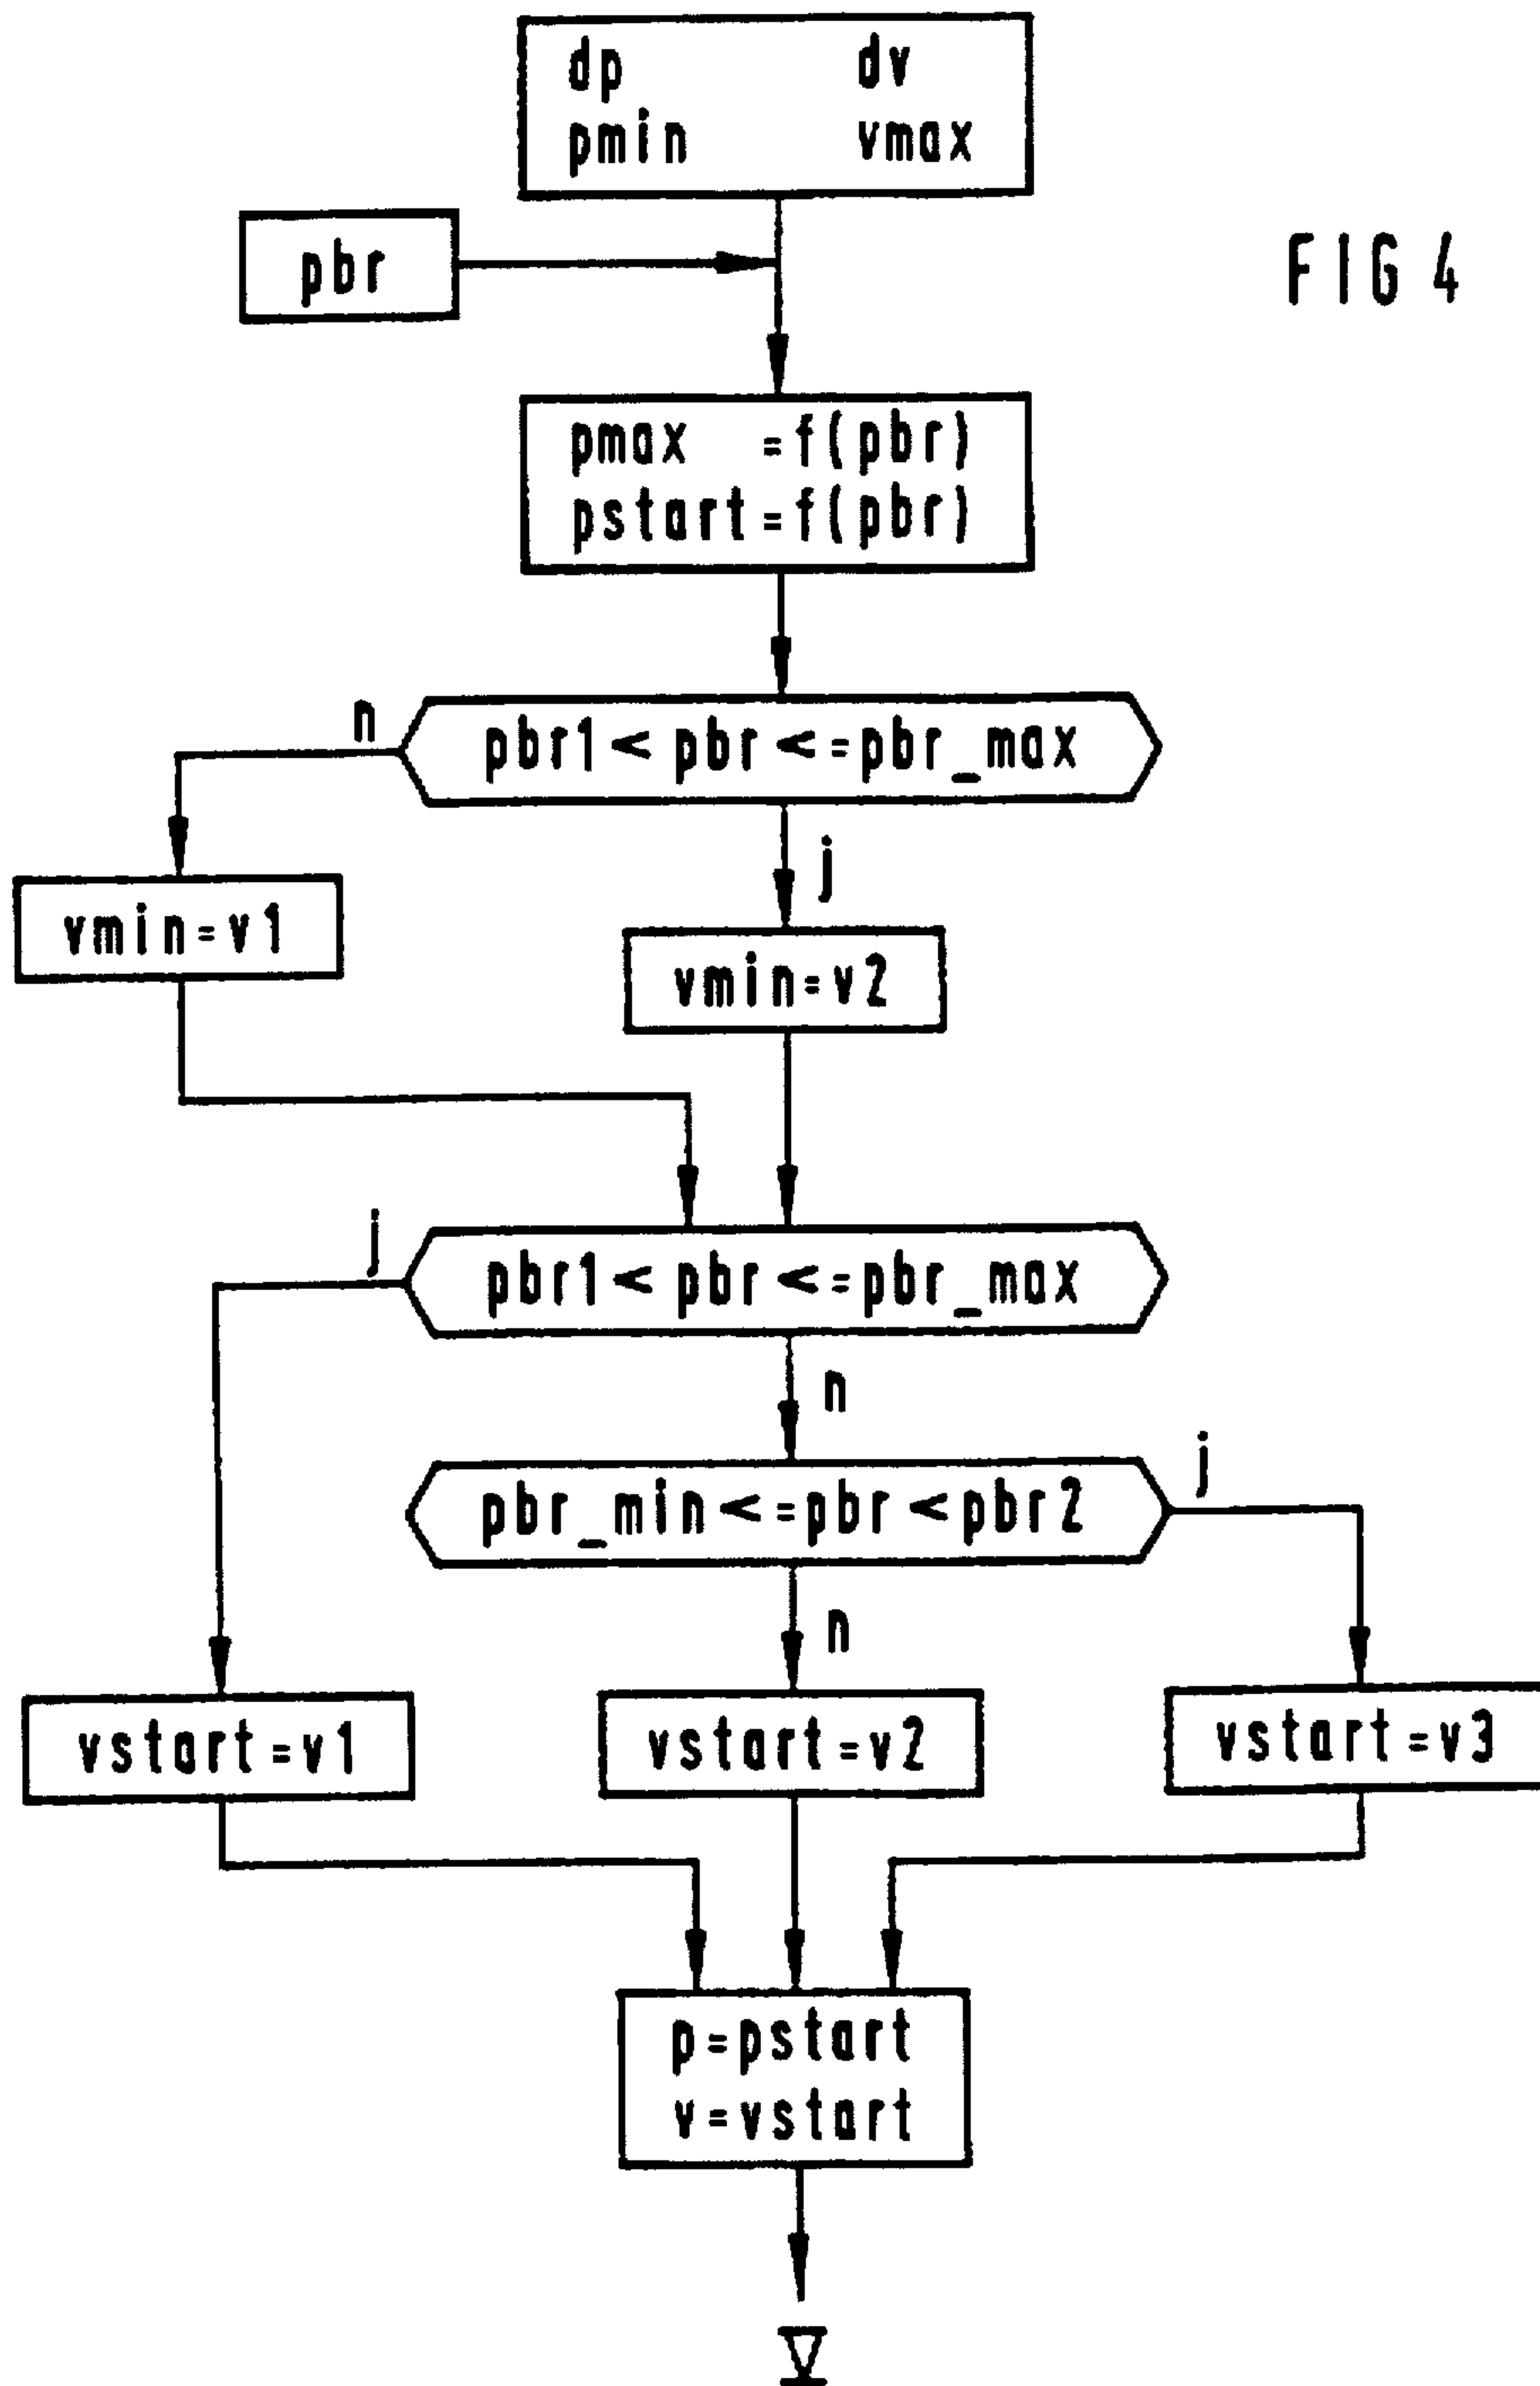 dp dv
pmin vmax
pbr
FIG 4
pmax =f(pbr)
pstart=f(pbr)
n
pbr1< pbr <=pbr_max
j
vmin=v1
vmin=v2
j
pbr1< pbr <=pbr_max
n
j
pbr_min<=pbr<pbr2
n
vstart=v1
vstart=v2
vstart=v3
p=pstart
v=vstart
V